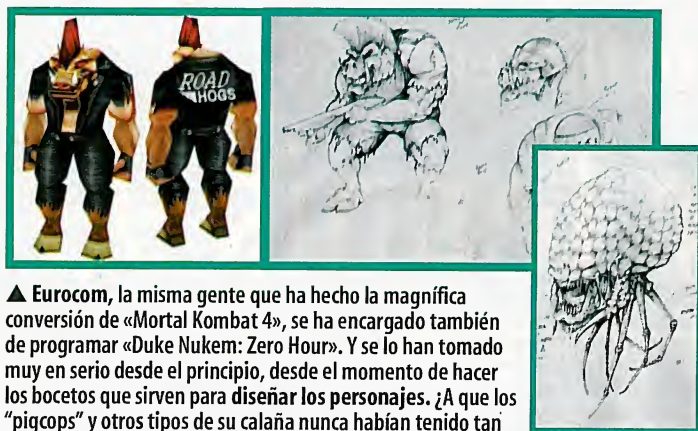 ROAD
HOGS
▲ Eurocom, la misma gente que ha hecho la magnífica
conversión de «Mortal Kombat 4», se ha encargado también
de programar «Duke Nukem: Zero Hour». Y se lo han tomado
muy en serio desde el principio, desde el momento de hacer
los bocetos que sirven para diseñar los personajes. ¿A que los
"pigcops" y otros tipos de su calaña nunca habían tenido tan